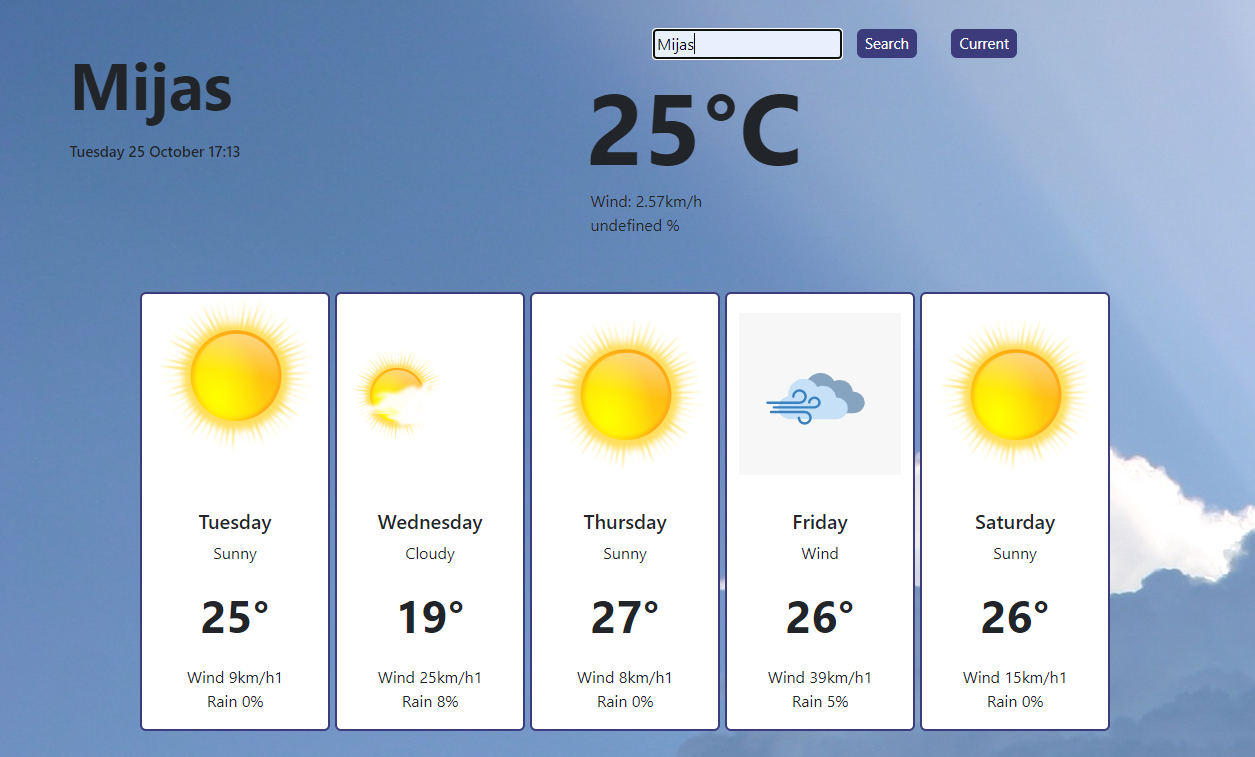 Mijas
Search
Current
Mijas
Tuesday 25 October 17:13
25°C
Wind: 2.57km/h
undefined %
Tuesday
Sunny
25°
Wind 9km/h1
Rain 0%
Wednesday
Cloudy
19°
Wind 25km/h1
Rain 8%
Thursday
Sunny
27°
Wind 8km/h1
Rain 0%
Friday
Wind
26°
Wind 39km/h1
Rain 5%
Saturday
Sunny
26°
Wind 15km/h1
Rain 0%